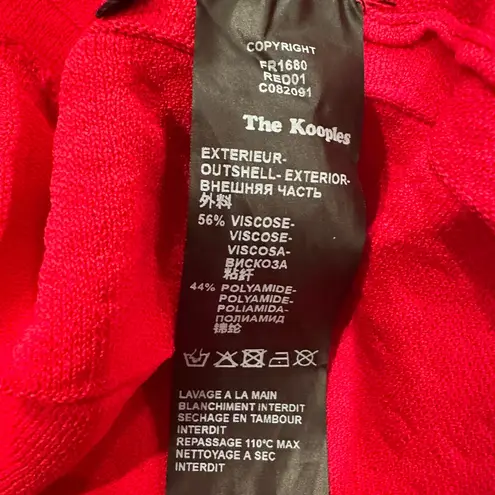 COPYRIGHT
FR1680
RED01
C082091
The Kooples
EXTERIEUR-
OUTSHELL- EXTERIOR-
ВНЕШНЯЯ ЧАСТЬ
外料
56% VISCOSE-
VISCOSE-
VISCOSA-
ВИСКОЗА
粘纤
44% POLYAMIDE-
POLYAMIDE-
POLIAMIDA-
ПОЛИАМИД
锦纶
LAVAGE A LA MAIN
BLANCHIMENT INTERDIT
SECHAGE EN TAMBOUR
INTERDIT
REPASSAGE 110°C MAX
NETTOYAGE A SEC
INTERDIT